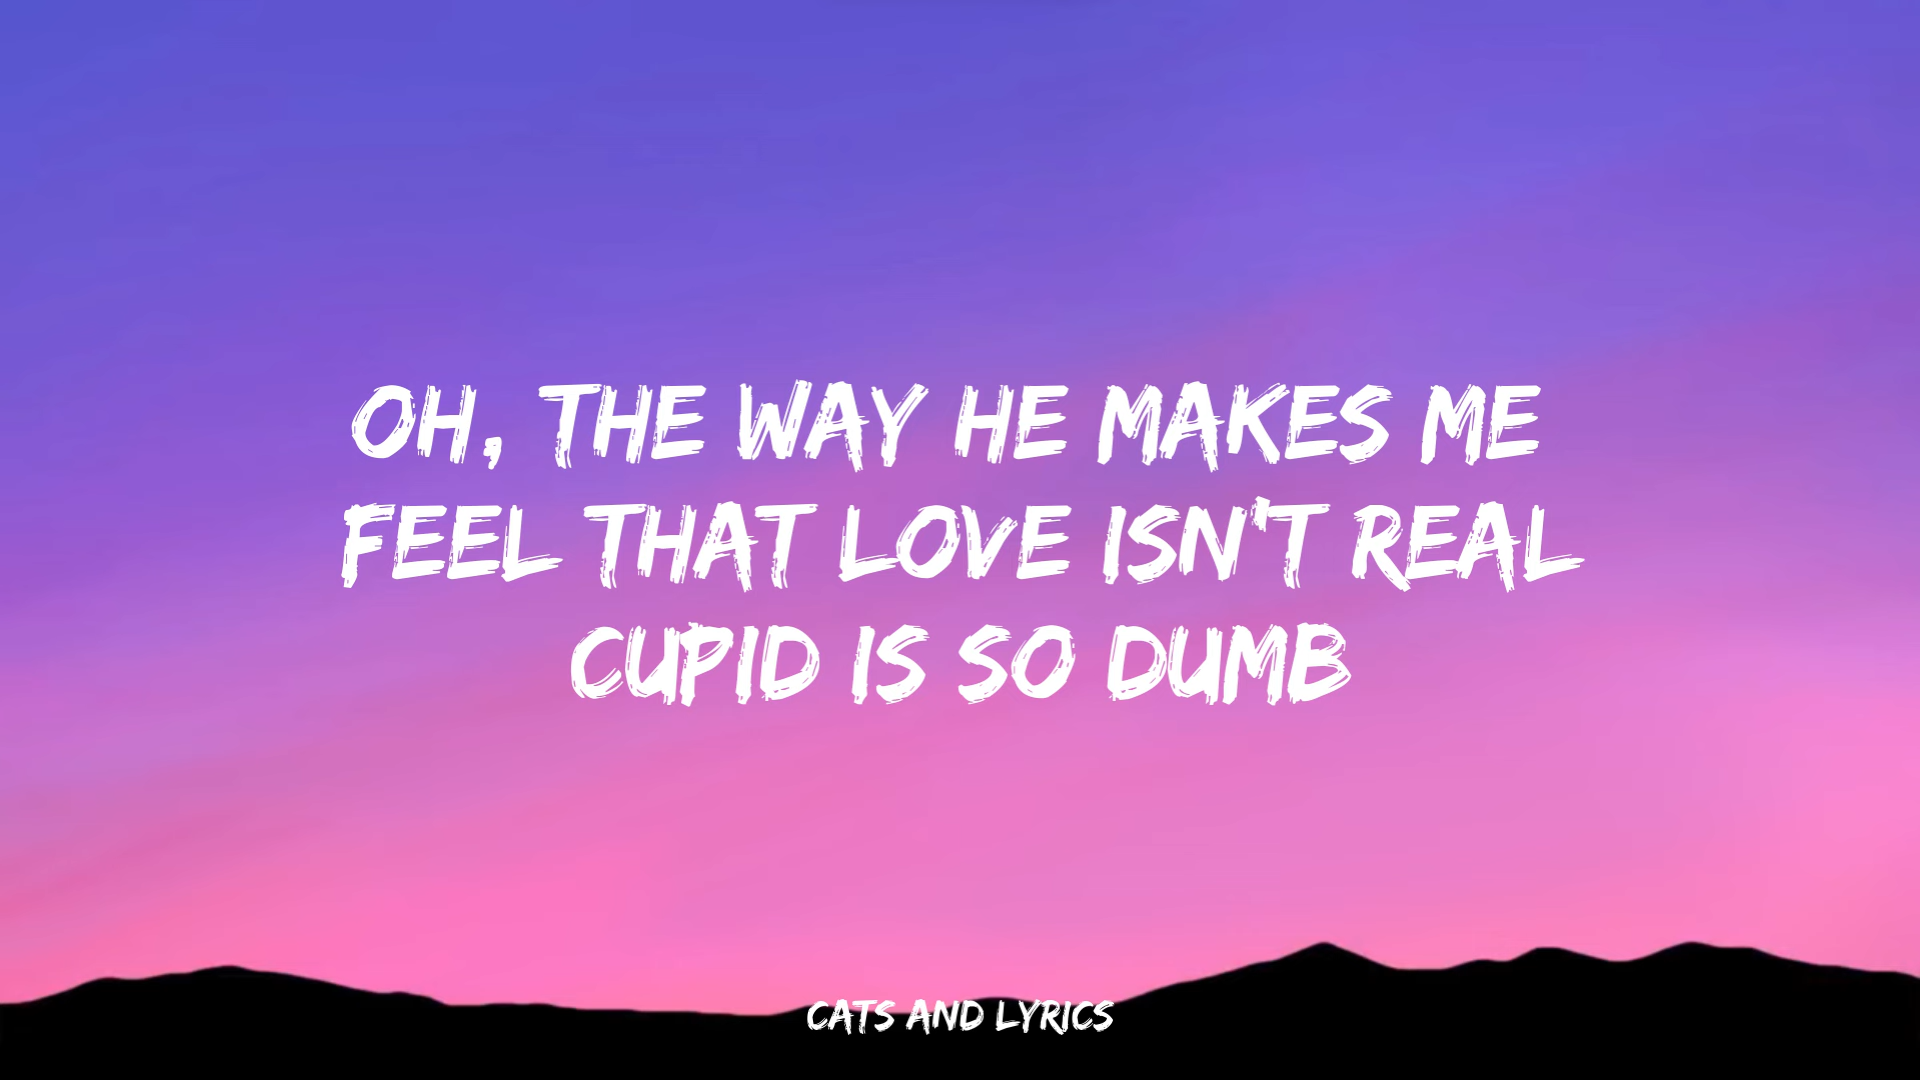 OH, THE WAY HE MAKES ME
FEEL THAT LOVE ISN'T REAL
CUPID IS SO DUMB
CATS AND LYRICS